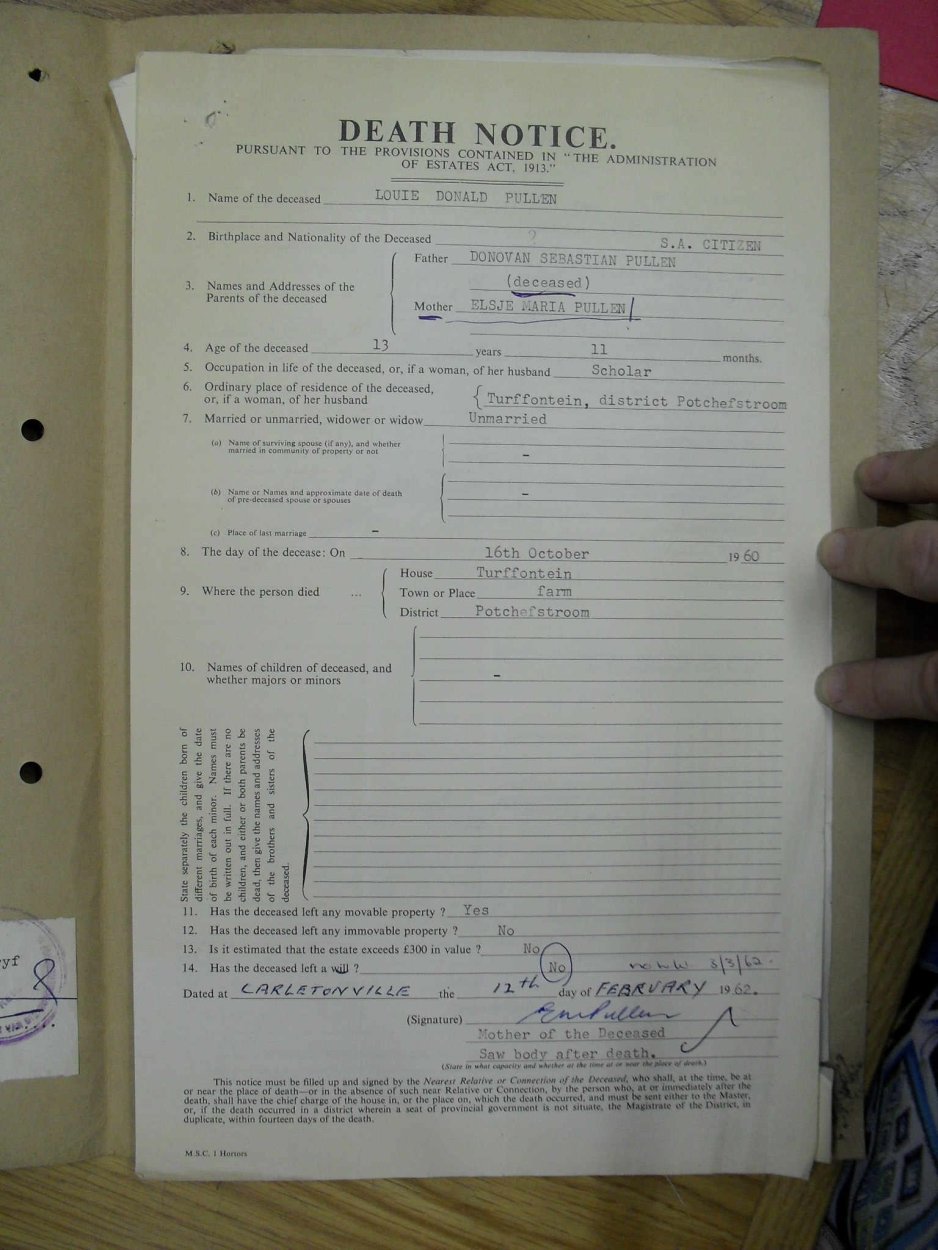 DEATH NOTICE.
PURSUANT TO THE PROVISIONS CONTAINED IN "THE ADMINISTRATION
OF ESTATES ACT, 1913."
1. Name of the deceased LOUIE DONALD PULLEN
2. Birthplace and Nationality of the Deceased ? S.A. CITIZEN
3. Names and Addresses of the
Parents of the deceased
Father DONOVAN SEBASTIAN PULLEN
(deceased)
Mother ELSJE MARIA PULLEN
4. Age of the deceased 13 years 11 months.
5. Occupation in life of the deceased, or, if a woman, of her husband Scholar
6. Ordinary place of residence of the deceased,
or, if a woman, of her husband
Turffontein, district Potchefstroom
7. Married or unmarried, widower or widow Unmarried
(a) Name of surviving spouse (if any), and whether
married in community of property or not
-
(b) Name or Names and approximate date of death
of pre-deceased spouse or spouses
-
(c) Place of last marriage -
8. The day of the decease: On 16th October 1960
9. Where the person died ...
House Turffontein
Town or Place farm
District Potchefstroom
10. Names of children of deceased, and
whether majors or minors
-
State separately the children born of
different marriages, and give the date
of birth of each minor. Names must
be written out in full. If there are no
children, and either or both parents be
dead, then give the names and addresses
of the brothers and sisters of the
deceased.
11. Has the deceased left any movable property ? Yes
12. Has the deceased left any immovable property ? No
13. Is it estimated that the estate exceeds £300 in value ? No
14. Has the deceased left a will ? No 3/3/62.
Dated at CARLETONVILLE the 12th day of FEBRUARY 1962.
(Signature) EMPullen
Mother of the Deceased
Saw body after death.
(State in what capacity and whether at the time at or near the place of death.)
This notice must be filled up and signed by the Nearest Relative or Connection of the Deceased, who shall, at the time, be at
or near the place of death—or in the absence of such near Relative or Connection, by the person who, at or immediately after the
death, shall have the chief charge of the house in, or the place on, which the death occurred, and must be sent either to the Master,
or, if the death occurred in a district wherein a seat of provincial government is not situate, the Magistrate of the District, in
duplicate, within fourteen days of the death.
M.S.C. 1 Hortors
yf
8